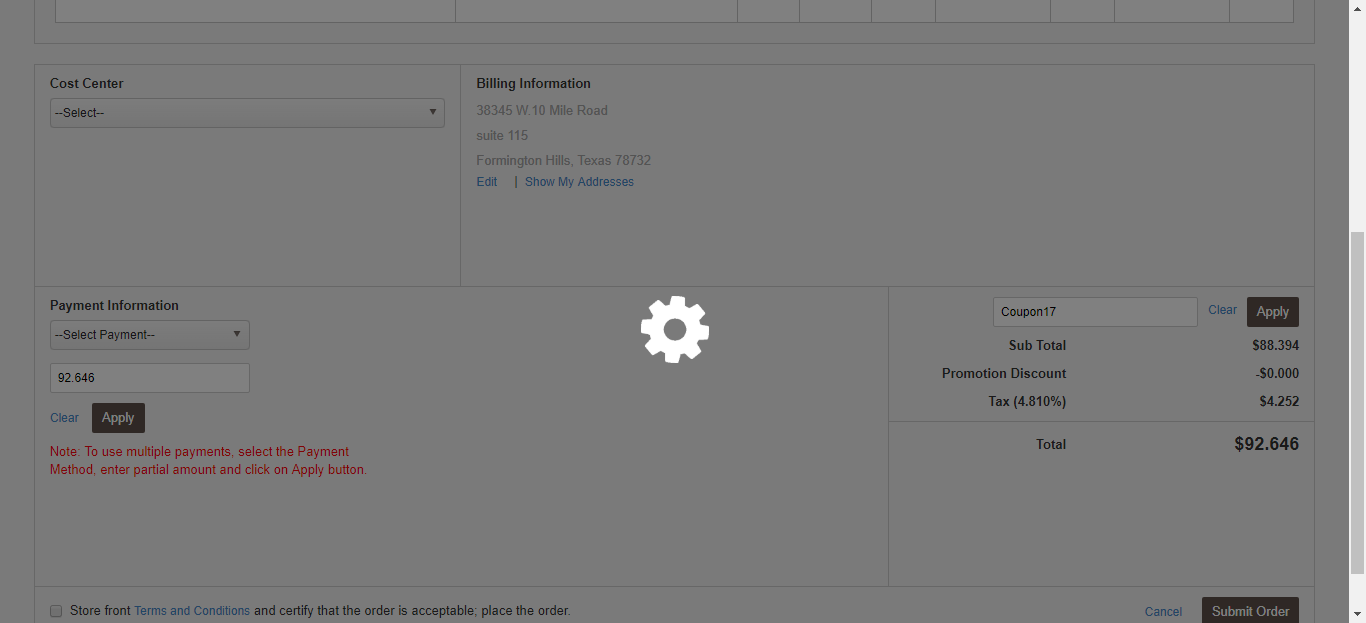 Cost Center
--Select--
Billing Information
38345 W.10 Mile Road
suite 115
Formington Hills, Texas 78732
Edit | Show My Addresses
Payment Information
--Select Payment--
92.646
Clear Apply
Note: To use multiple payments, select the Payment
Method, enter partial amount and click on Apply button.
Coupon17 Clear Apply
Sub Total $88.394
Promotion Discount -$0.000
Tax (4.810%) $4.252
Total $92.646
Store front Terms and Conditions and certify that the order is acceptable; place the order.
Cancel Submit Order